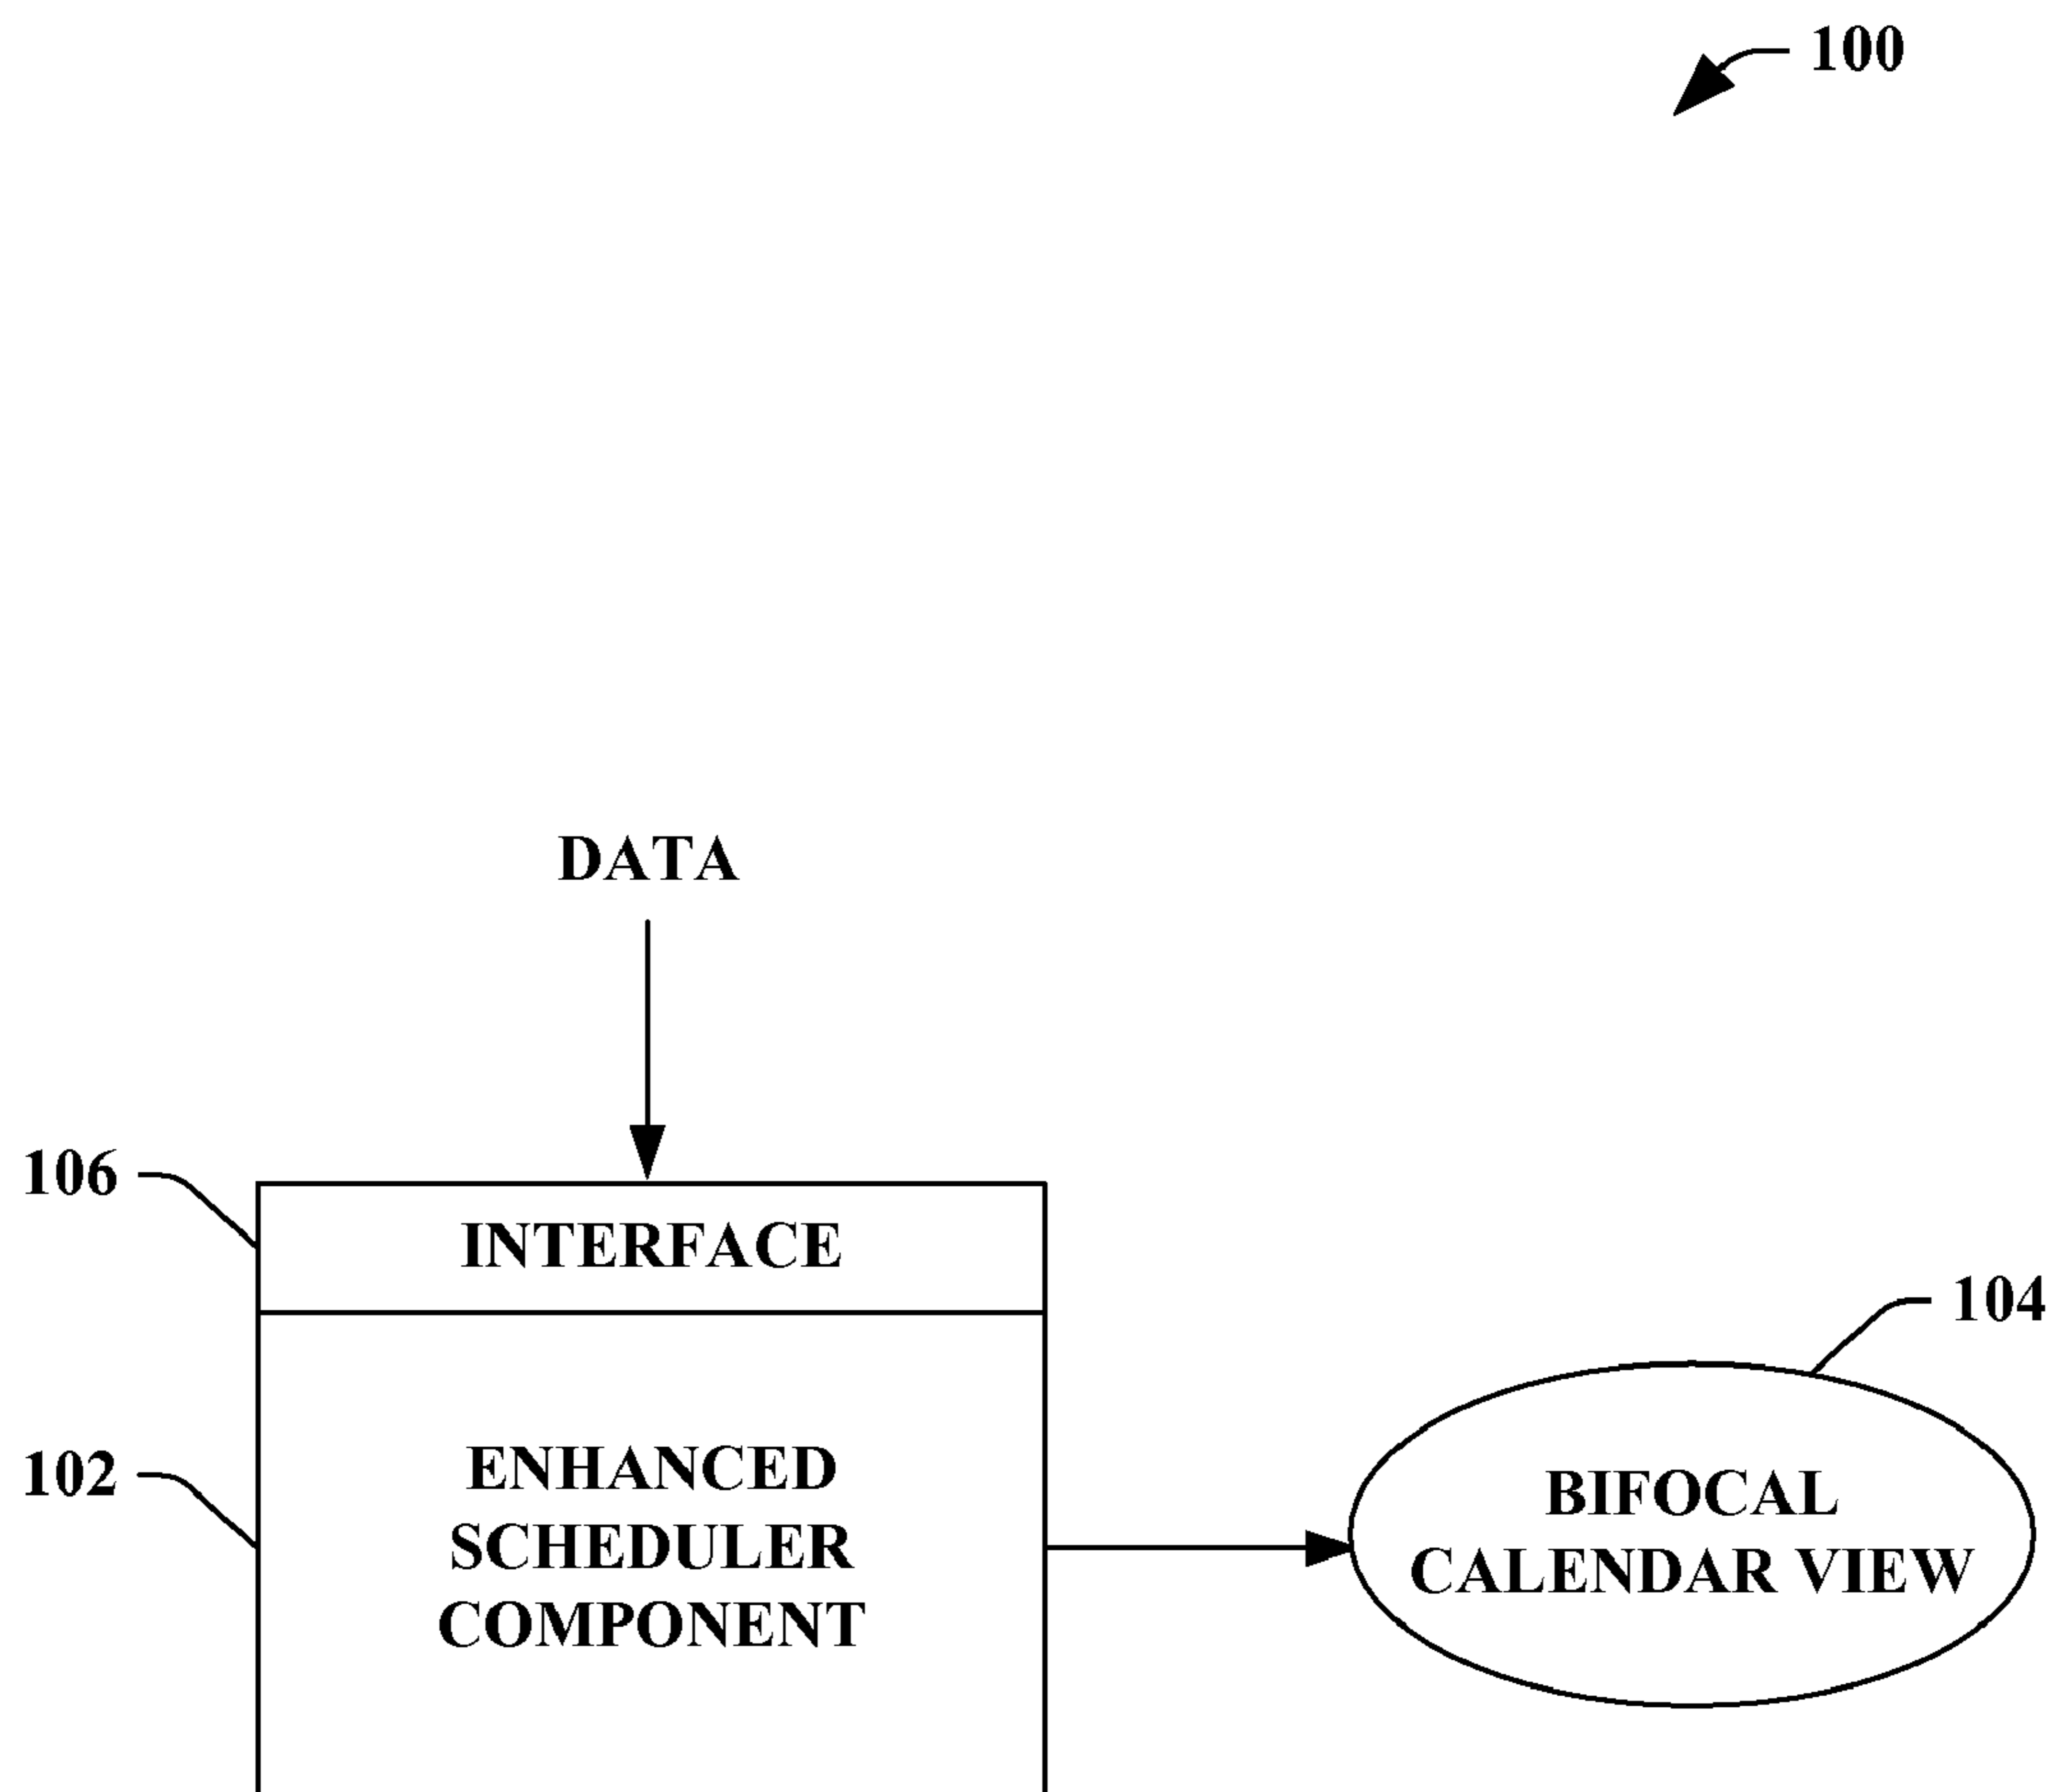 100
DATA
106
INTERFACE
104
102
ENHANCED
SCHEDULER
COMPONENT
BIFOCAL
CALENDAR VIEW